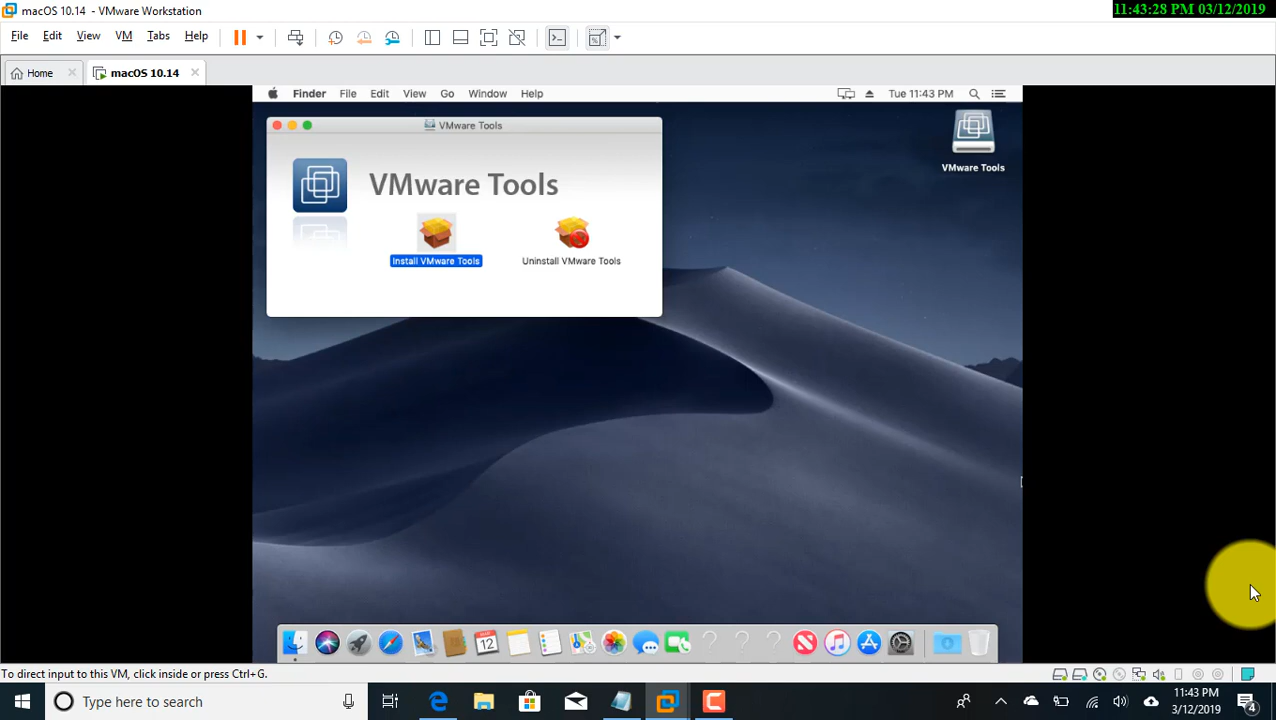 macOS 10.14 - VMware Workstation
11:43:28 PM 03/12/2019
File Edit View VM Tabs Help
Home macOS 10.14
Finder File Edit View Go Window Help Tue 11:43 PM
VMware Tools
VMware Tools
VMware Tools
Install VMware Tools Uninstall VMware Tools
MAR
12
To direct input to this VM, click inside or press Ctrl+G.
Type here to search
11:43 PM
3/12/2019
4